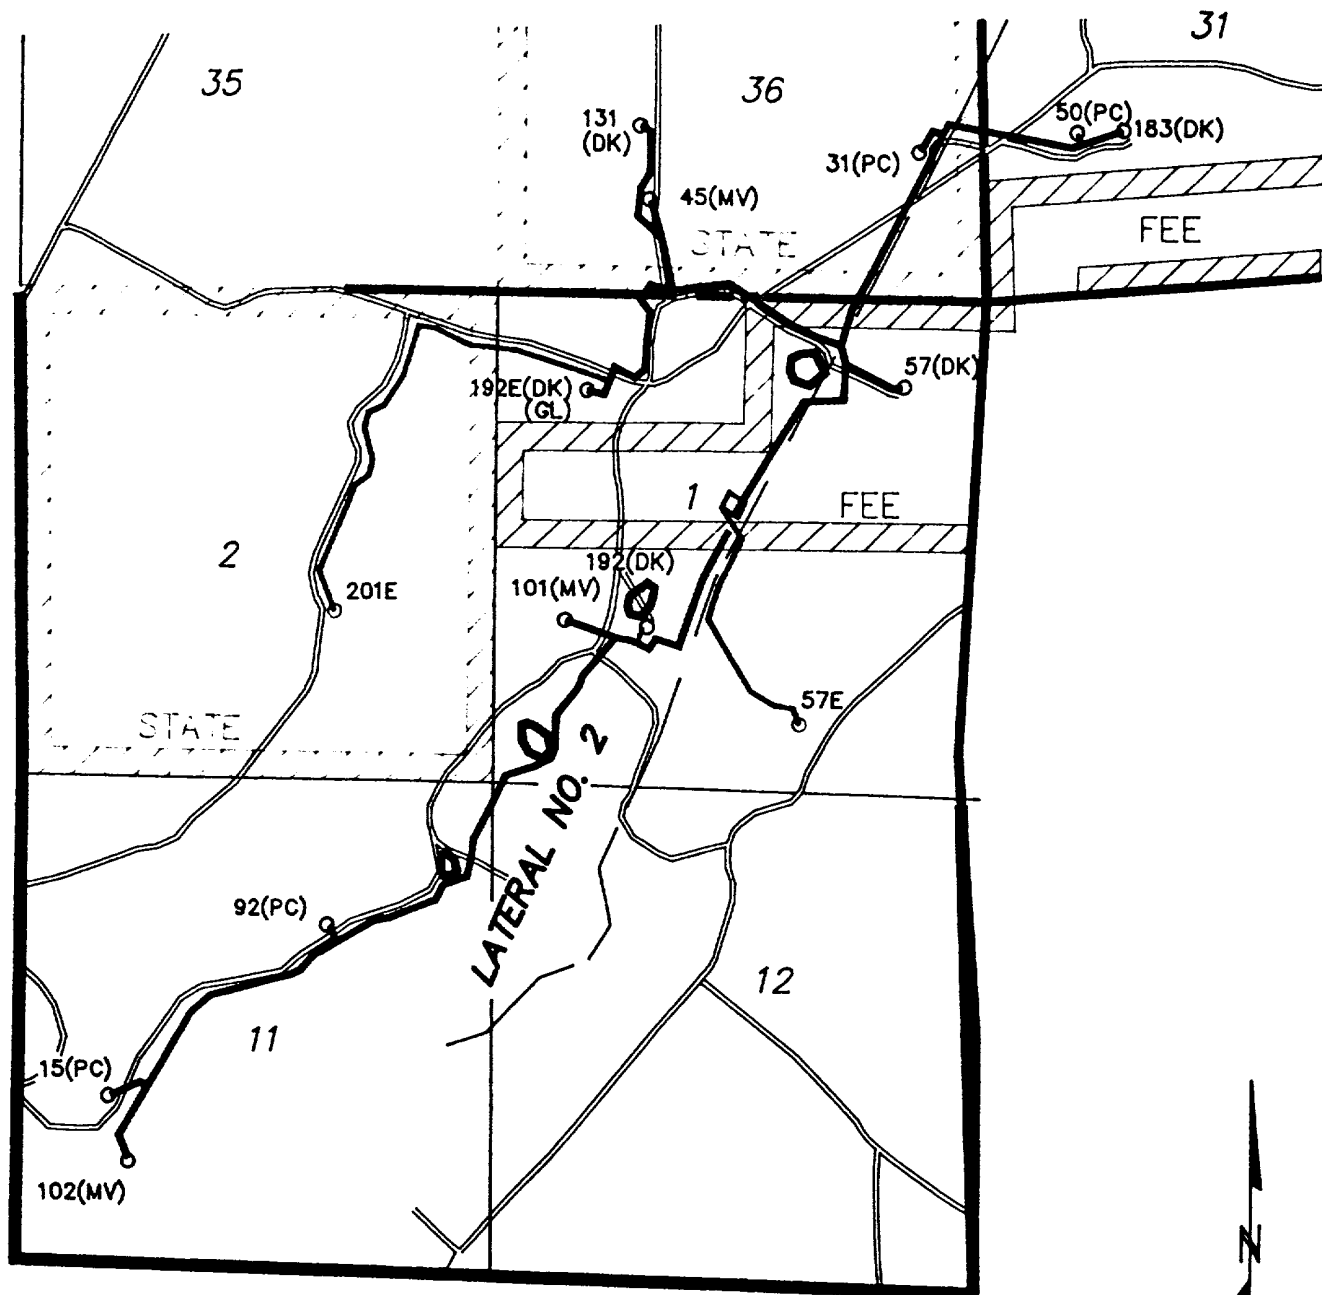 31
35
36
131
(DK)
50(PC)
183(DK)
31(PC)
45(MV)
STATE
FEE
57(DK)
192E(DK)
(GL)
1
FEE
2
192(DK)
101(MV)
201E
57E
STATE
LATERAL NO. 2
92(PC)
12
11
15(PC)
102(MV)
N